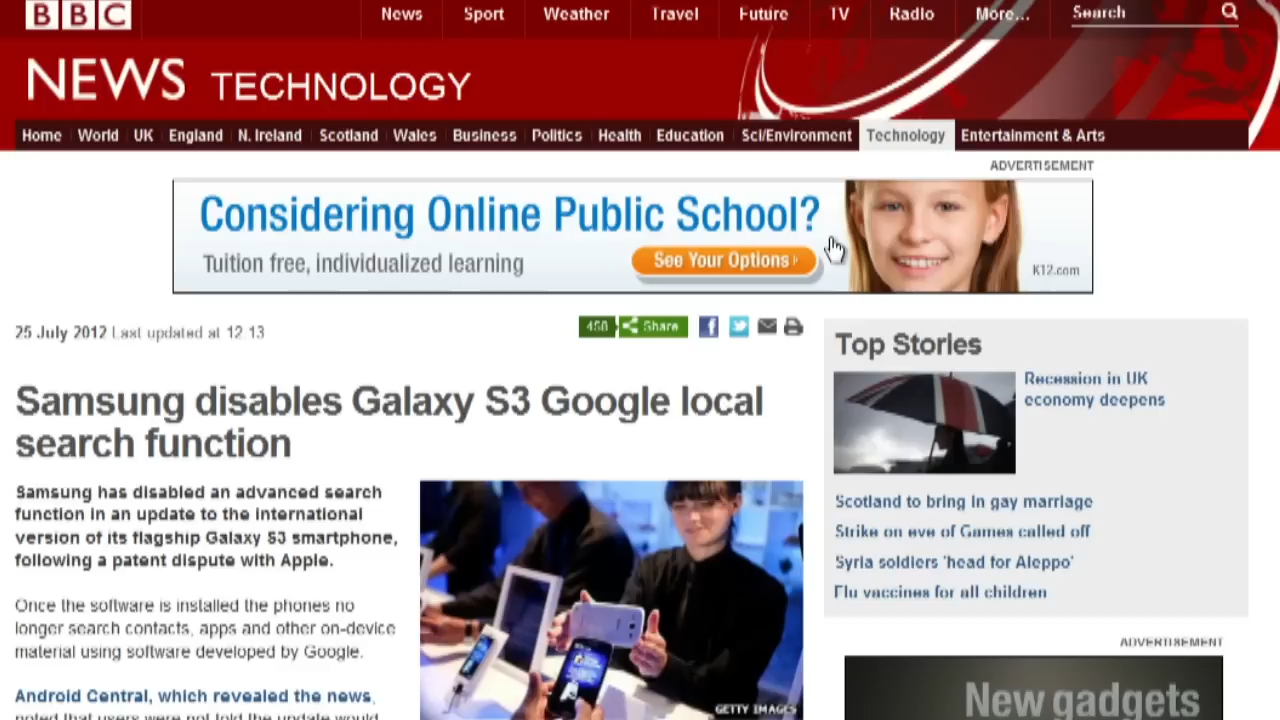 BBC
News Sport Weather Travel Future TV Radio More... Search
NEWS TECHNOLOGY
Home World UK England N. Ireland Scotland Wales Business Politics Health Education Sci/Environment Technology Entertainment & Arts
ADVERTISEMENT
Considering Online Public School?
Tuition free, individualized learning
See Your Options
K12.com
25 July 2012 Last updated at 12:13
458 Share
Samsung disables Galaxy S3 Google local
search function
Samsung has disabled an advanced search
function in an update to the international
version of its flagship Galaxy S3 smartphone,
following a patent dispute with Apple.
Once the software is installed the phones no
longer search contacts, apps and other on-device
material using software developed by Google.
Android Central, which revealed the news,
noted that users were not told the update would
GETTY IMAGES
Top Stories
Recession in UK
economy deepens
Scotland to bring in gay marriage
Strike on eve of Games called off
Syria soldiers 'head for Aleppo'
Flu vaccines for all children
ADVERTISEMENT
New gadgets